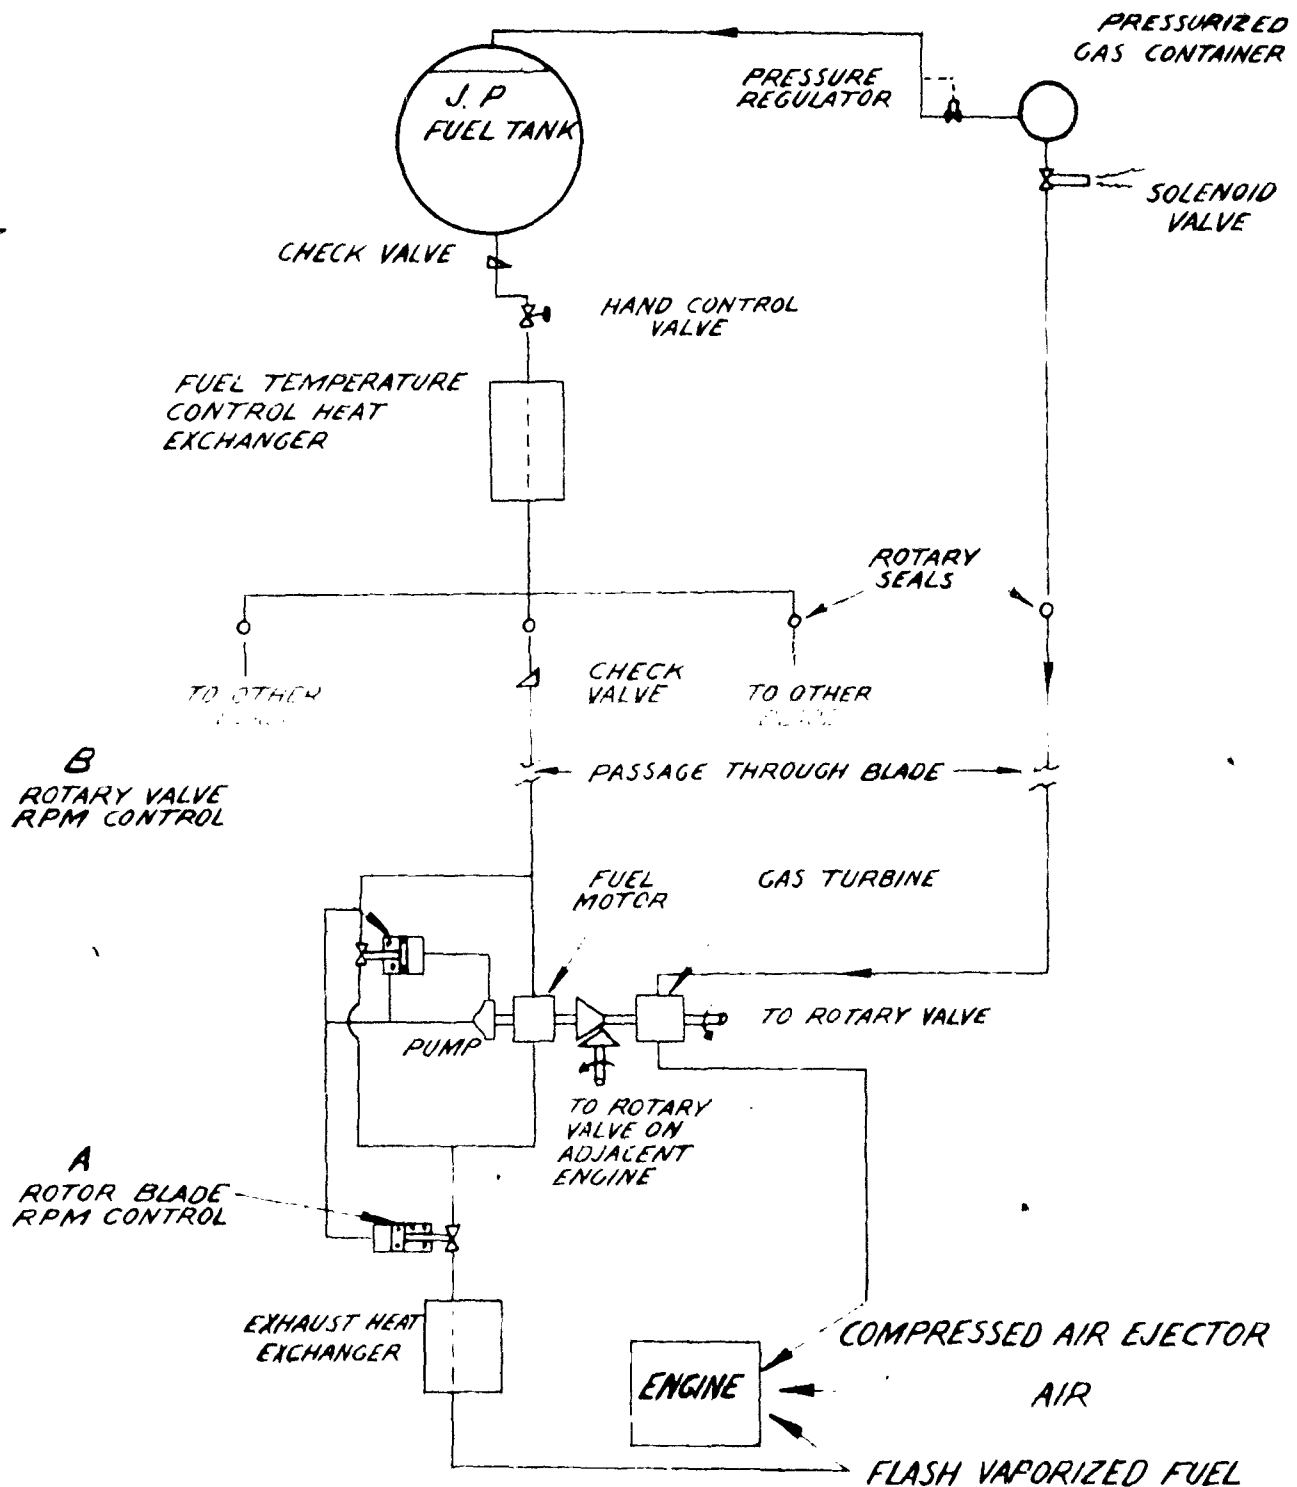 PRESSURIZED
GAS CONTAINER
PRESSURE
REGULATOR
J.P
FUEL TANK
SOLENOID
VALVE
CHECK VALVE
HAND CONTROL
VALVE
FUEL TEMPERATURE
CONTROL HEAT
EXCHANGER
ROTARY
SEALS
CHECK
VALVE
TO OTHER
TO OTHER
B
ROTARY VALVE
RPM CONTROL
PASSAGE THROUGH BLADE
FUEL
MOTOR
GAS TURBINE
TO ROTARY VALVE
PUMP
TO ROTARY
VALVE ON
ADJACENT
ENGINE
A
ROTOR BLADE
RPM CONTROL
EXHAUST HEAT
EXCHANGER
ENGINE
COMPRESSED AIR EJECTOR
AIR
FLASH VAPORIZED FUEL